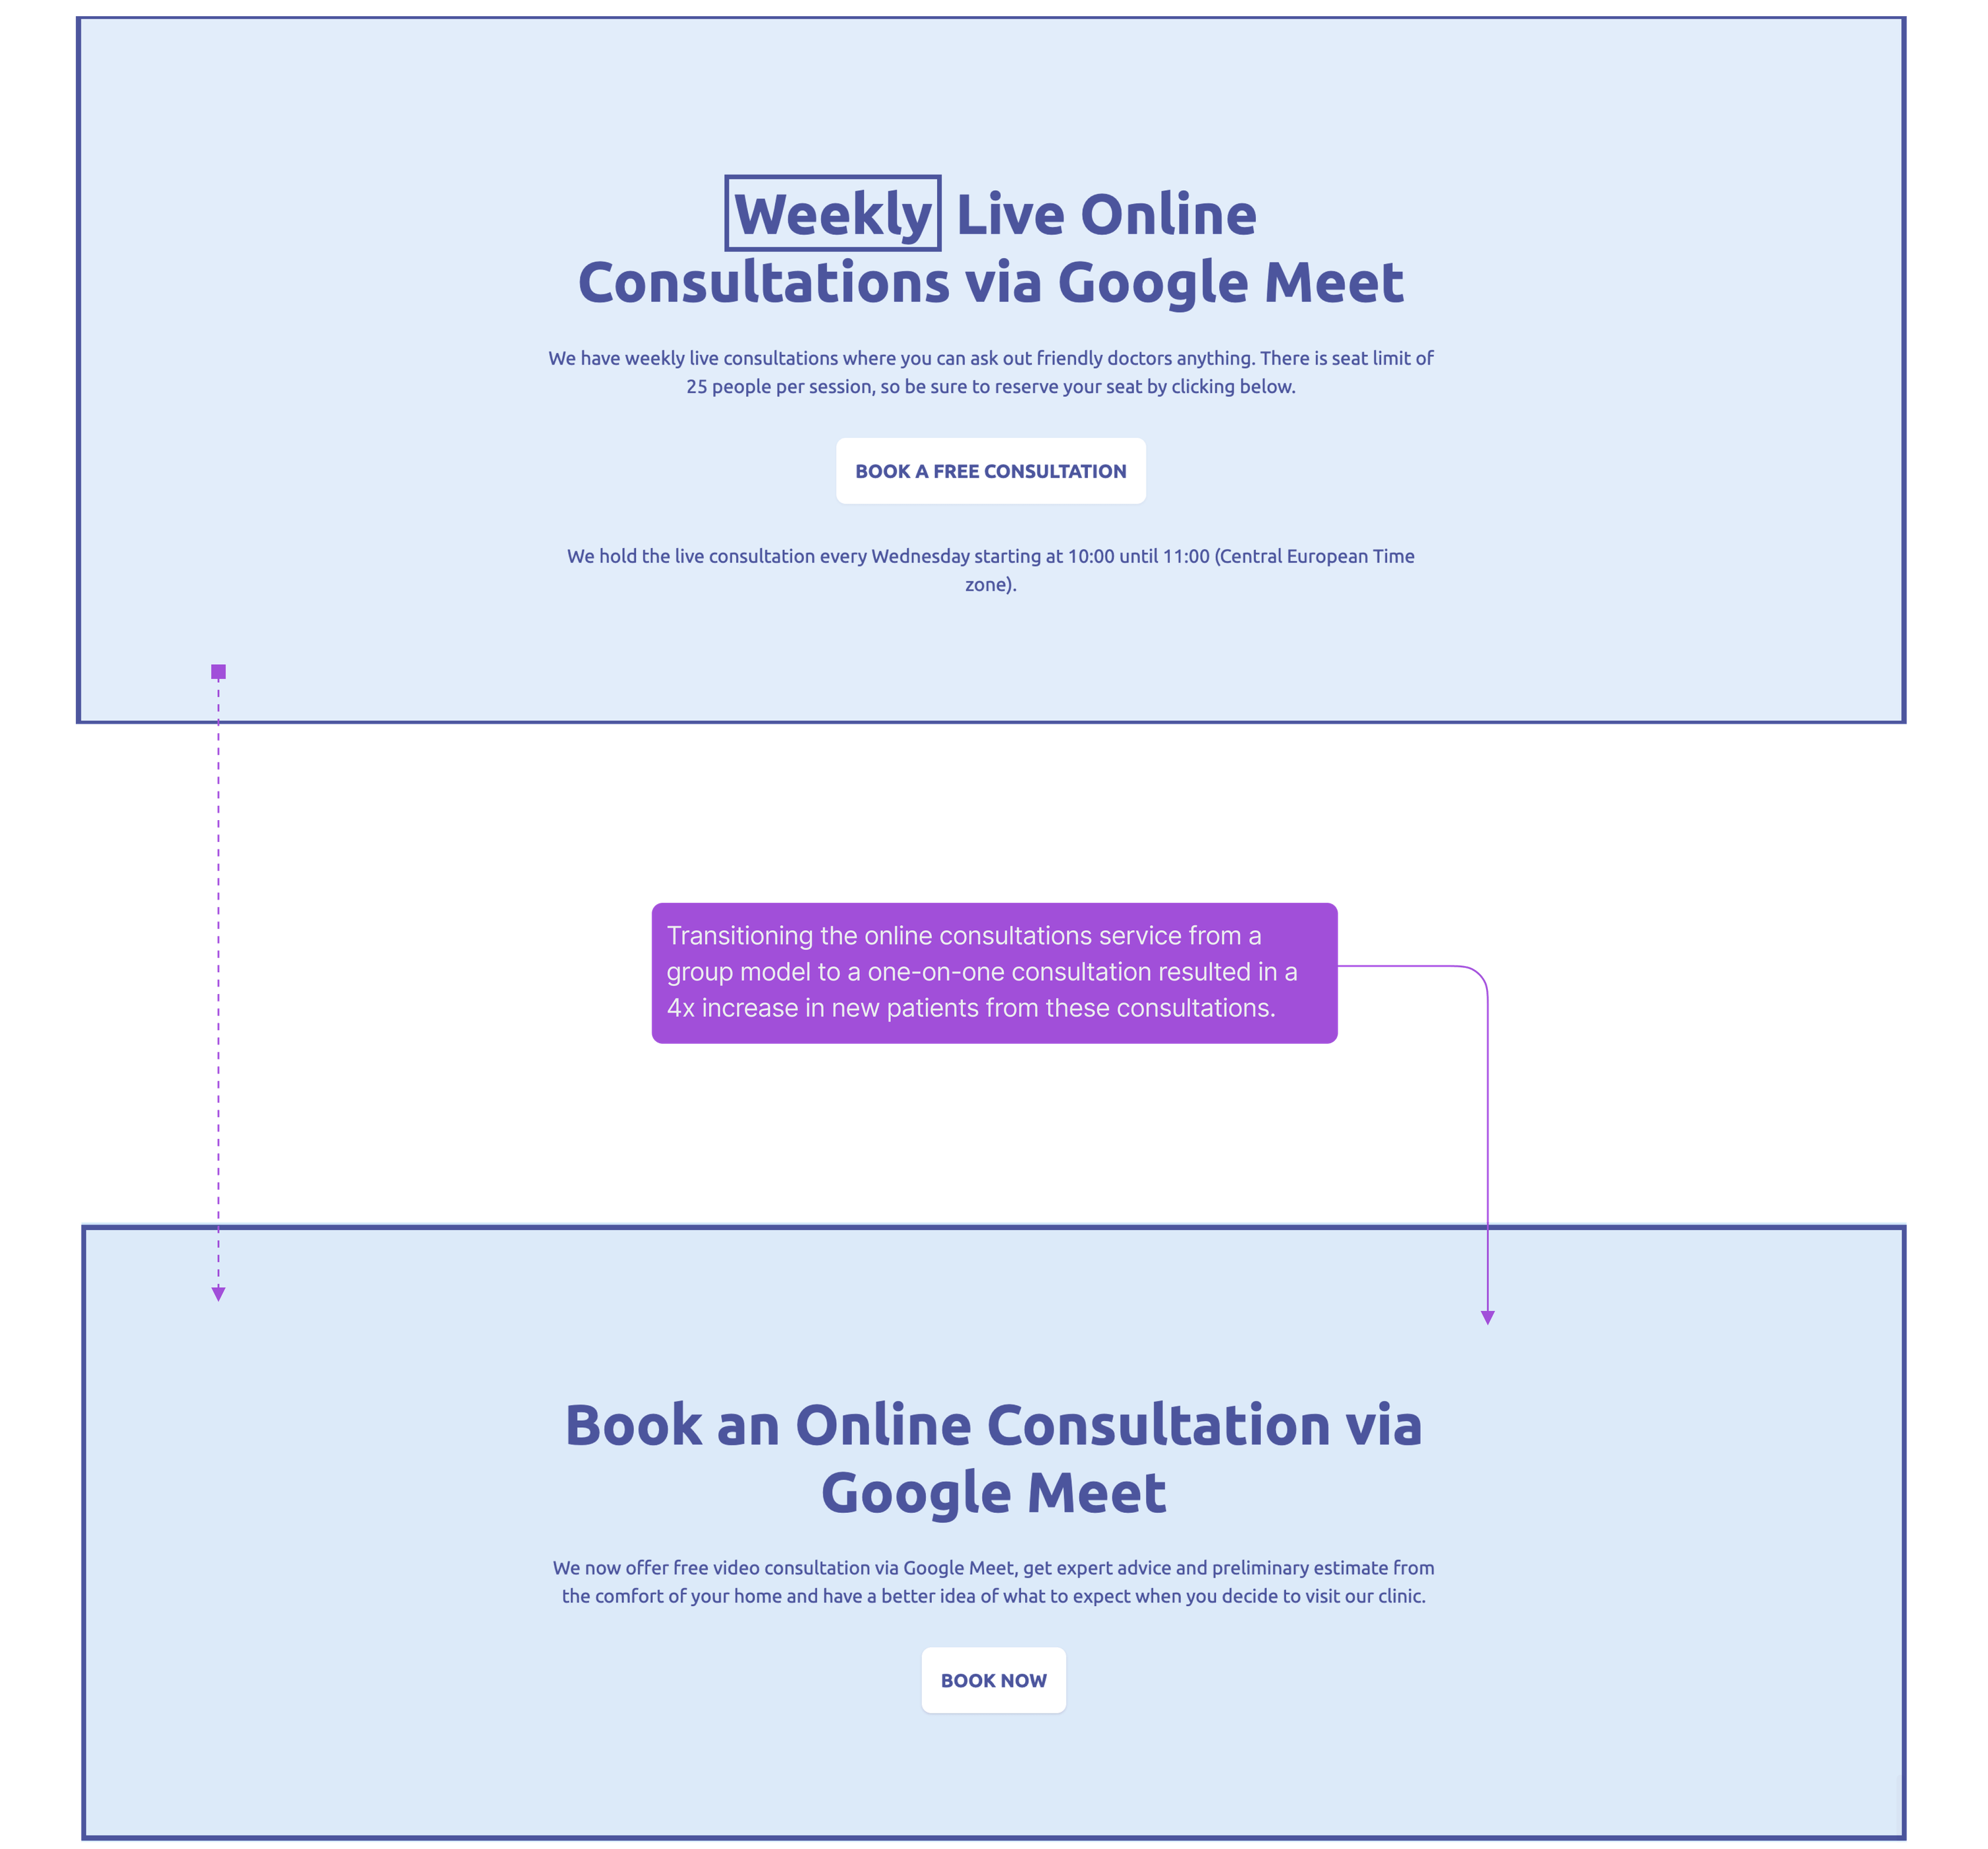 Weekly Live Online
Consultations via Google Meet
We have weekly live consultations where you can ask out friendly doctors anything. There is seat limit of
25 people per session, so be sure to reserve your seat by clicking below.
BOOK A FREE CONSULTATION
We hold the live consultation every Wednesday starting at 10:00 until 11:00 (Central European Time
zone).
Transitioning the online consultations service from a
group model to a one-on-one consultation resulted in a
4x increase in new patients from these consultations.
Book an Online Consultation via
Google Meet
We now offer free video consultation via Google Meet, get expert advice and preliminary estimate from
the comfort of your home and have a better idea of what to expect when you decide to visit our clinic.
BOOK NOW